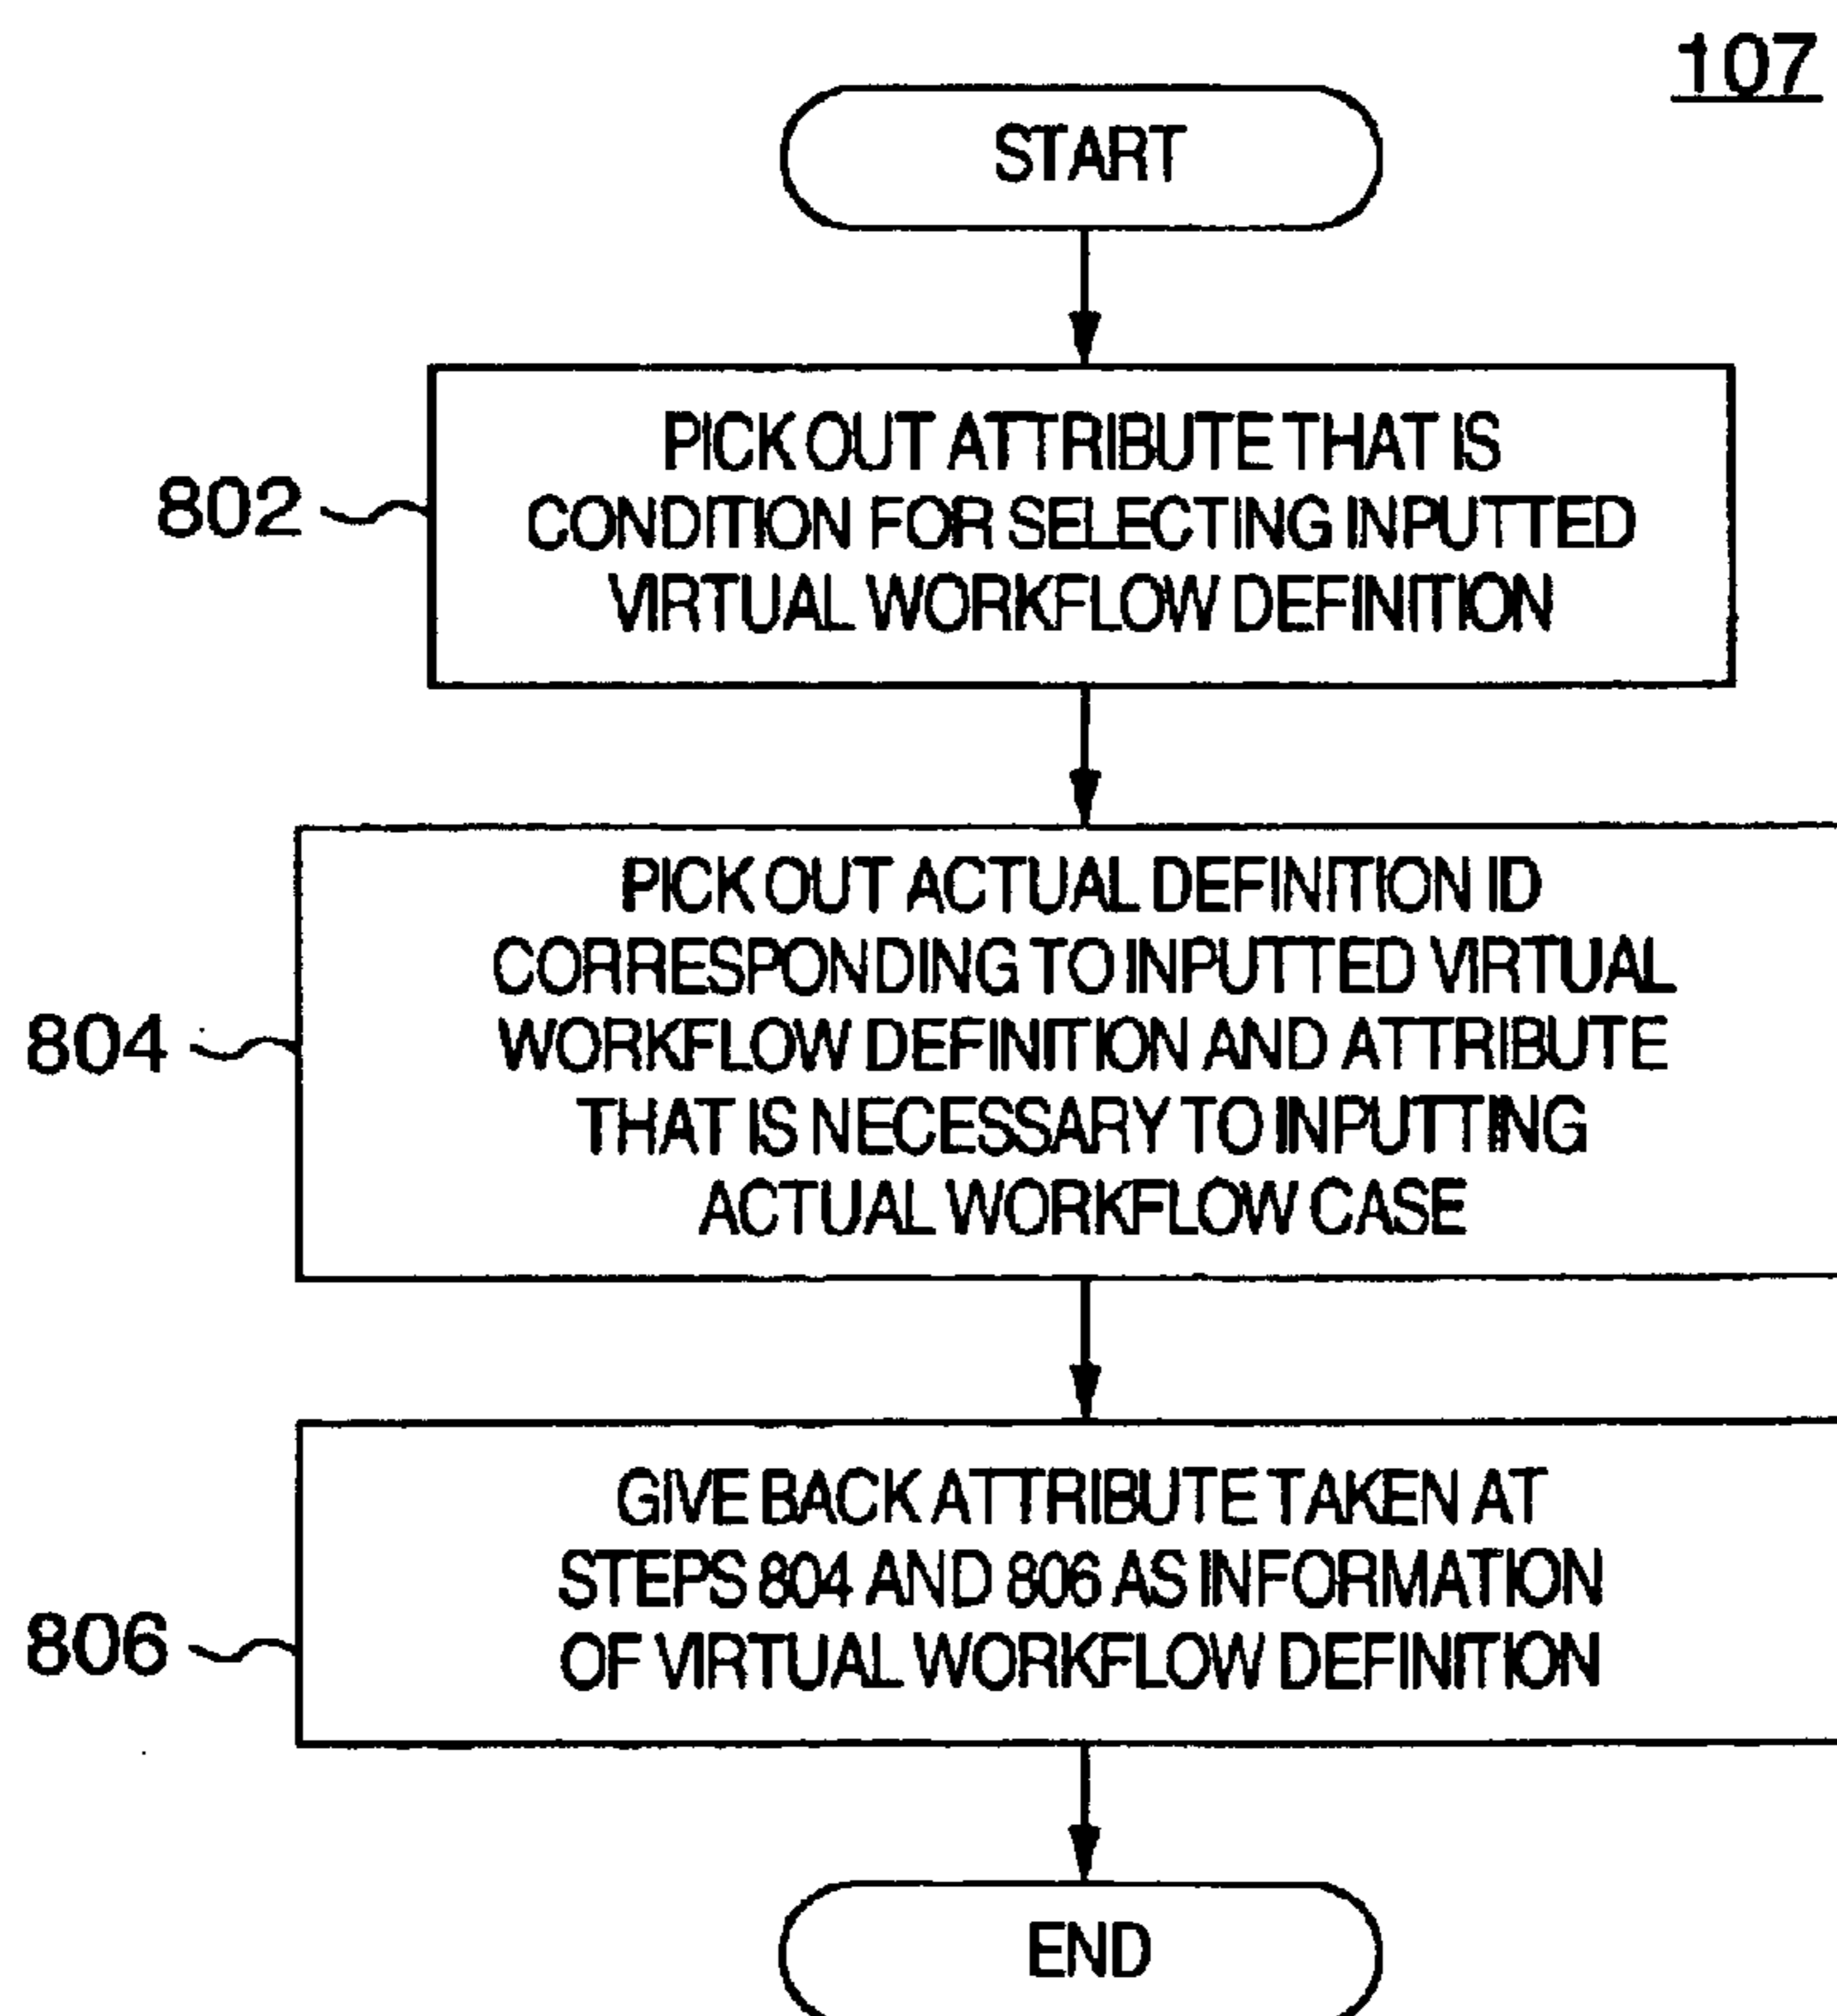 107
START
PICK OUT ATTRIBUTE THAT IS
CONDITION FOR SELECTING INPUTTED
VIRTUAL WORKFLOW DEFINITION
802
PICK OUT ACTUAL DEFINITION ID
CORRESPONDING TO INPUTTED VIRTUAL
WORKFLOW DEFINITION AND ATTRIBUTE
THAT IS NECESSARY TO INPUTTING
ACTUAL WORKFLOW CASE
804
GIVE BACK ATTRIBUTE TAKEN AT
STEPS 804 AND 806 AS INFORMATION
OF VIRTUAL WORKFLOW DEFINITION
806
END